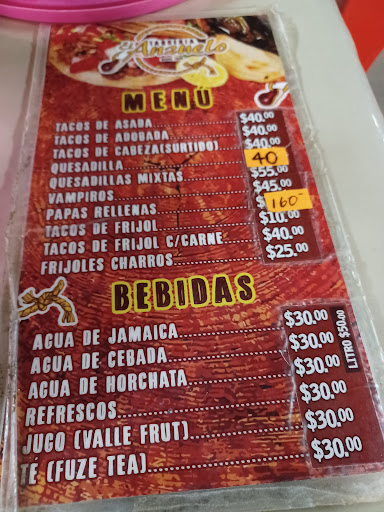 TAQUERIA
Anzuelo
MENÚ
TACOS DE ASADA $40.00
TACOS DE ADOBADA $40.00
TACOS DE CABEZA(SURTIDO) $40.00
QUESADILLA 40
QUESADILLAS MIXTAS $55.00
VAMPIROS $45.00
PAPAS RELLENAS $160
TACOS DE FRIJOL $10.00
TACOS DE FRIJOL C/CARNE $40.00
FRIJOLES CHARROS $25.00
BEBIDAS
AGUA DE JAMAICA $30.00
AGUA DE CEBADA $30.00
AGUA DE HORCHATA $30.00
REFRESCOS $30.00
JUGO (VALLE FRUT) $30.00
TÉ (FUZE TEA) $30.00
LITRO $50.00